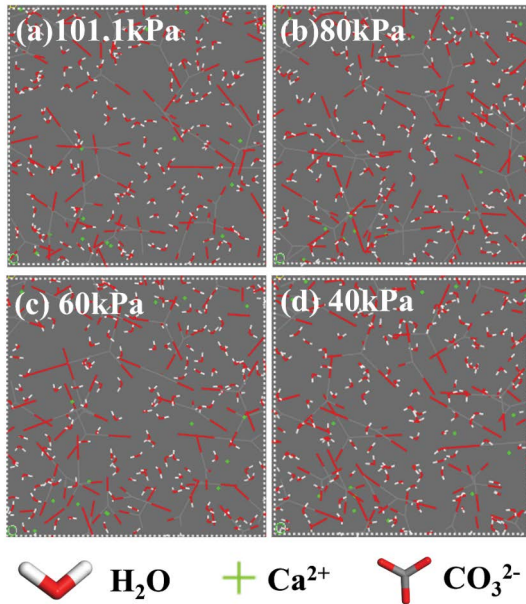 (a)101.1kPa
(b)80kPa
(c) 60kPa
(d) 40kPa
H₂O
Ca²⁺
CO₃²⁻